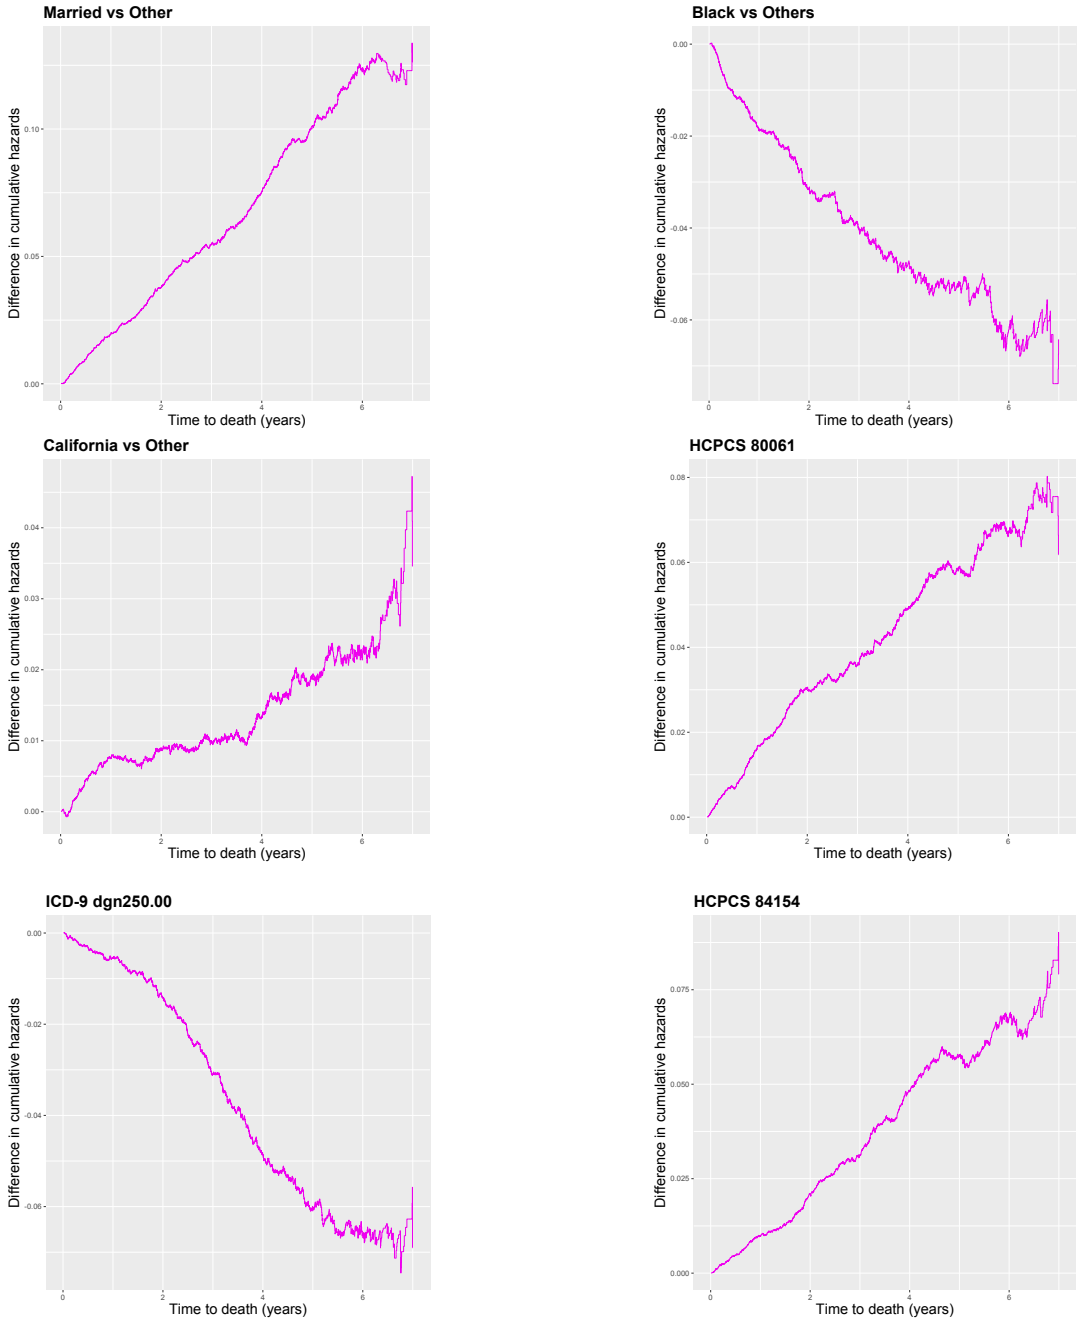 Married vs Other
Difference in cumulative hazards
0.10
0.05
0.00
0
2
4
6
Time to death (years)
Black vs Others
Difference in cumulative hazards
0.00
-0.02
-0.04
-0.06
0
2
4
6
Time to death (years)
California vs Other
Difference in cumulative hazards
0.04
0.03
0.02
0.01
0.00
0
2
4
6
Time to death (years)
HCPCS 80061
Difference in cumulative hazards
0.08
0.06
0.04
0.02
0.00
0
2
4
6
Time to death (years)
ICD-9 dgn250.00
Difference in cumulative hazards
0.00
-0.02
-0.04
-0.06
0
2
4
6
Time to death (years)
HCPCS 84154
Difference in cumulative hazards
0.075
0.050
0.025
0.000
0
2
4
6
Time to death (years)